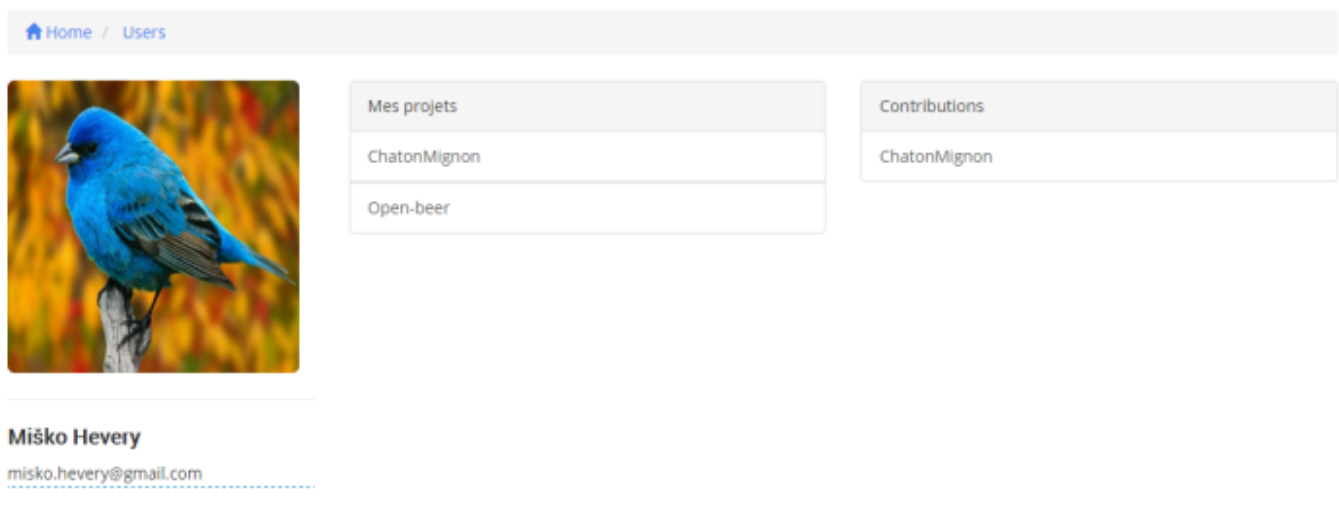 Home / Users
Mes projets
ChatonMignon
Open-beer
Contributions
ChatonMignon
Miško Hevery
misko.hevery@gmail.com